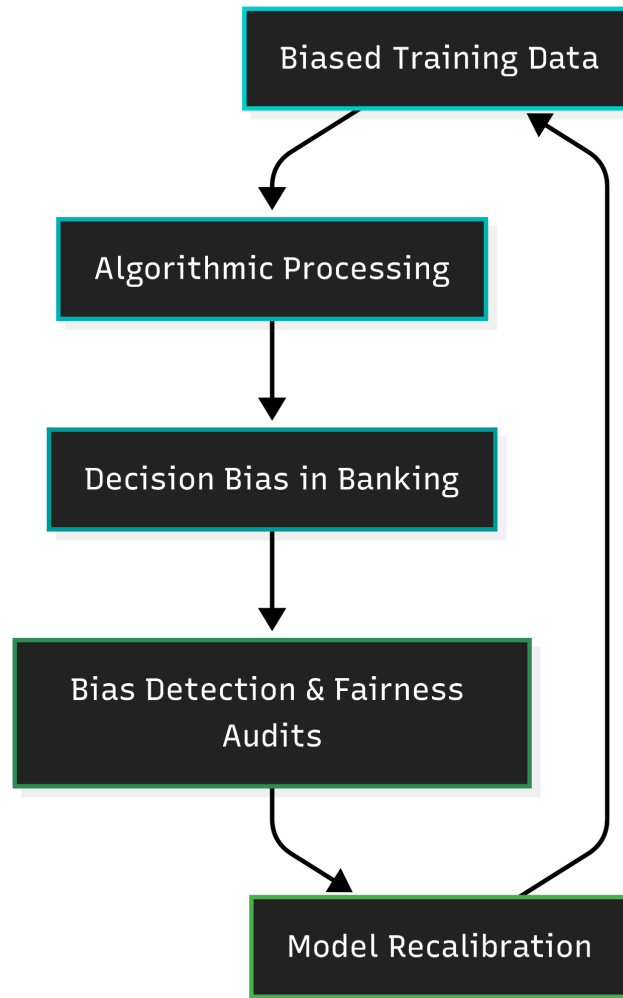 Biased Training Data
Algorithmic Processing
Decision Bias in Banking
Bias Detection & Fairness
Audits
Model Recalibration